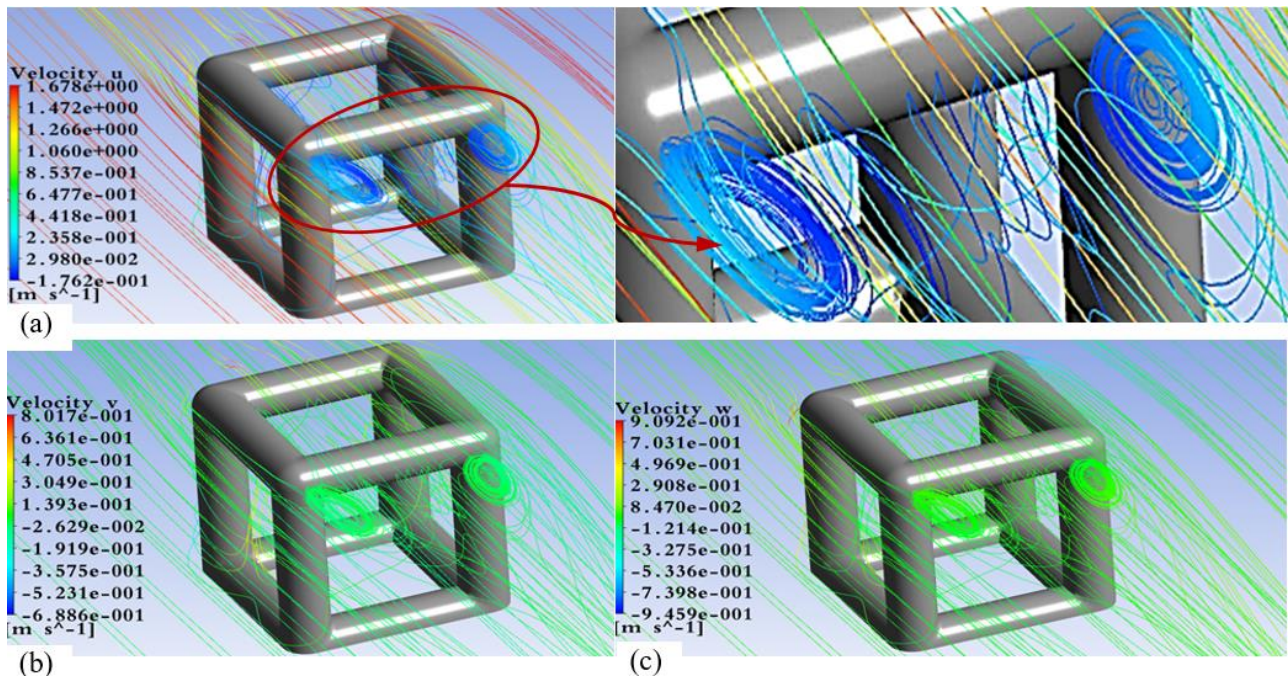 Velocity u
1.678e+000
1.472e+000
1.266e+000
1.060e+000
8.537e-001
6.477e-001
4.418e-001
2.358e-001
2.980e-002
-1.762e-001
[m s^-1]
(a)
Velocity v
8.017e-001
6.361e-001
4.705e-001
3.049e-001
1.393e-001
-2.629e-002
-1.919e-001
-3.575e-001
-5.231e-001
-6.886e-001
[m s^-1]
(b)
Velocity w
9.092e-001
7.031e-001
4.969e-001
2.908e-001
8.470e-002
-1.214e-001
-3.275e-001
-5.336e-001
-7.398e-001
-9.459e-001
[m s^-1]
(c)